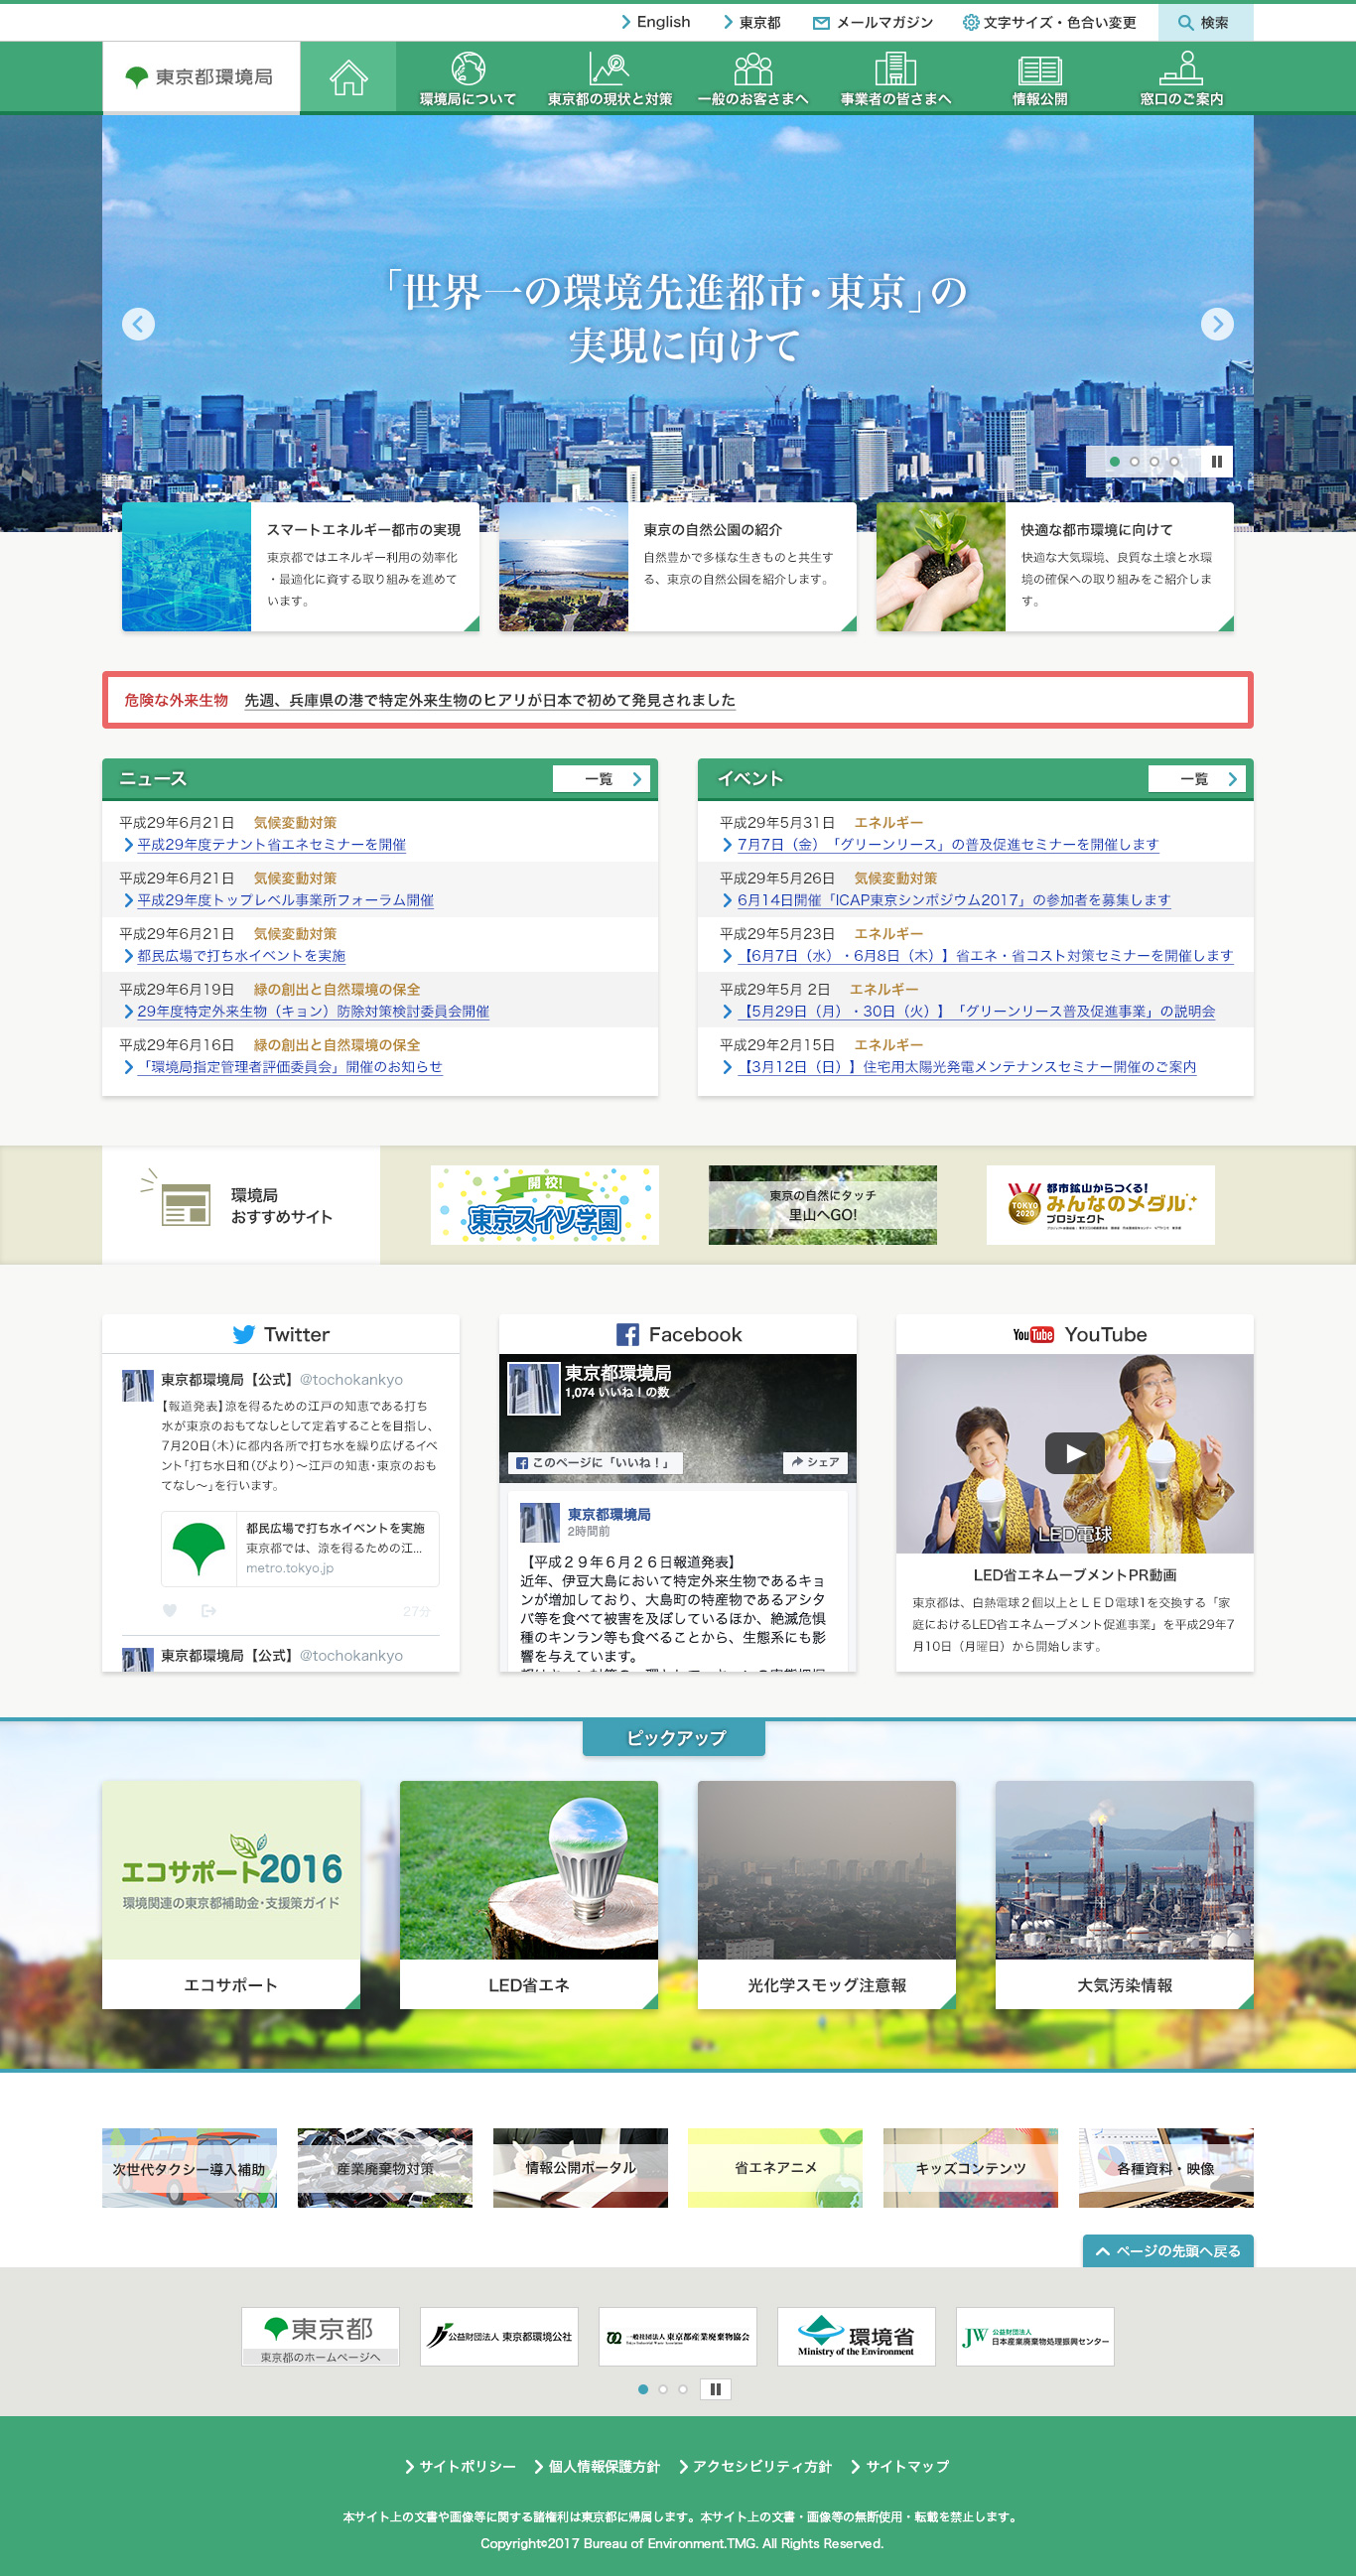 English
東京都
メールマガジン
文字サイズ・色合い変更
検索
東京都環境局
環境局について
東京都の現状と対策
一般のお客さまへ
事業者の皆さまへ
情報公開
窓口のご案内
「世界一の環境先進都市・東京」の
実現に向けて
スマートエネルギー都市の実現
東京都ではエネルギー利用の効率化
・最適化に資する取り組みを進めて
います。
東京の自然公園の紹介
自然豊かで多様な生きものと共生す
る、東京の自然公園を紹介します。
快適な都市環境に向けて
快適な大気環境、良質な土壌と水環
境の確保への取り組みをご紹介しま
す。
危険な外来生物 先週、兵庫県の港で特定外来生物のヒアリが日本で初めて発見されました
ニュース
一覧
平成29年6月21日 気候変動対策
平成29年度テナント省エネセミナーを開催
平成29年6月21日 気候変動対策
平成29年度トップレベル事業所フォーラム開催
平成29年6月21日 気候変動対策
都民広場で打ち水イベントを実施
平成29年6月19日 緑の創出と自然環境の保全
29年度特定外来生物（キョン）防除対策検討委員会開催
平成29年6月16日 緑の創出と自然環境の保全
「環境局指定管理者評価委員会」開催のお知らせ
イベント
一覧
平成29年5月31日 エネルギー
7月7日（金）「グリーンリース」の普及促進セミナーを開催します
平成29年5月26日 気候変動対策
6月14日開催「ICAP東京シンポジウム2017」の参加者を募集します
平成29年5月23日 エネルギー
【6月7日（水）・6月8日（木）】省エネ・省コスト対策セミナーを開催します
平成29年5月 2日 エネルギー
【5月29日（月）・30日（火）】「グリーンリース普及促進事業」の説明会
平成29年2月15日 エネルギー
【3月12日（日）】住宅用太陽光発電メンテナンスセミナー開催のご案内
環境局
おすすめサイト
開校!
東京スイソ学園
東京の自然にタッチ
里山へGO!
都市鉱山からつくる!
みんなのメダル
プロジェクト
TOKYO
2020
Twitter
東京都環境局【公式】@tochokankyo
【報道発表】涼を得るための江戸の知恵である打ち
水が東京のおもてなしとして定着することを目指し、
7月20日（木）に都内各所で打ち水を繰り広げるイベ
ント「打ち水日和（びより）～江戸の知恵・東京のおも
てなし～」を行います。
都民広場で打ち水イベントを実施
東京都では、涼を得るための江...
metro.tokyo.jp
27分
東京都環境局【公式】@tochokankyo
Facebook
東京都環境局
1,074 いいね！の数
このページに「いいね！」
シェア
東京都環境局
2時間前
【平成２９年６月２６日報道発表】
近年、伊豆大島において特定外来生物であるキョ
ンが増加しており、大島町の特産物であるアシタ
バ等を食べて被害を及ぼしているほか、絶滅危惧
種のキンラン等も食べることから、生態系にも影
響を与えています。
YouTube
LED電球
LED省エネムーブメントPR動画
東京都は、白熱電球２個以上とＬＥＤ電球1を交換する「家
庭におけるLED省エネムーブメント促進事業」を平成29年7
月10日（月曜日）から開始します。
ピックアップ
エコサポート2016
環境関連の東京都補助金・支援策ガイド
エコサポート
LED省エネ
光化学スモッグ注意報
大気汚染情報
次世代タクシー導入補助
産業廃棄物対策
情報公開ポータル
省エネアニメ
キッズコンテンツ
各種資料・映像
ページの先頭へ戻る
東京都
東京都のホームページへ
公益財団法人 東京都環境公社
一般社団法人 東京都産業廃棄物協会
環境省
Ministry of the Environment
JW
公益財団法人
日本産業廃棄物処理振興センター
サイトポリシー
個人情報保護方針
アクセシビリティ方針
サイトマップ
本サイト上の文書や画像等に関する諸権利は東京都に帰属します。本サイト上の文書・画像等の無断使用・転載を禁止します。
Copyright©2017 Bureau of Environment.TMG. All Rights Reserved.